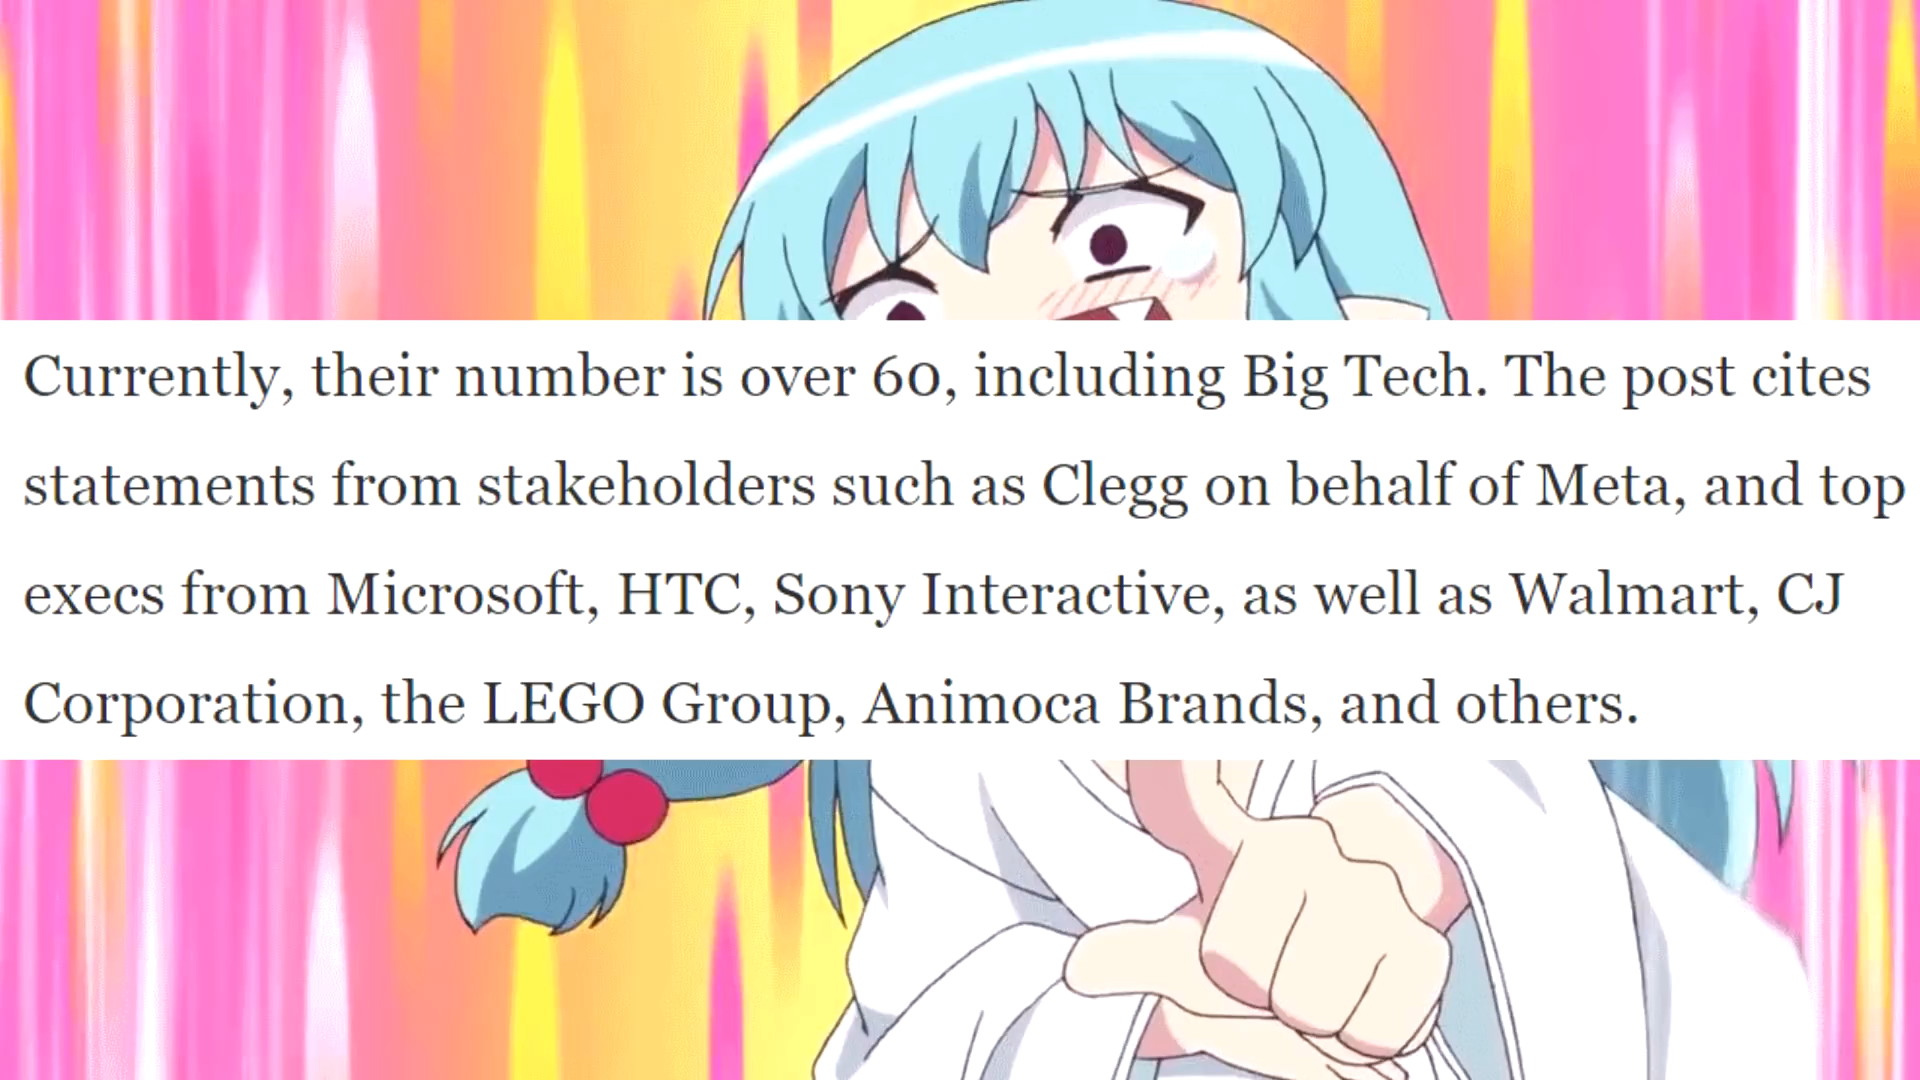 Currently, their number is over 60, including Big Tech. The post cites
statements from stakeholders such as Clegg on behalf of Meta, and top
execs from Microsoft, HTC, Sony Interactive, as well as Walmart, CJ
Corporation, the LEGO Group, Animoca Brands, and others.